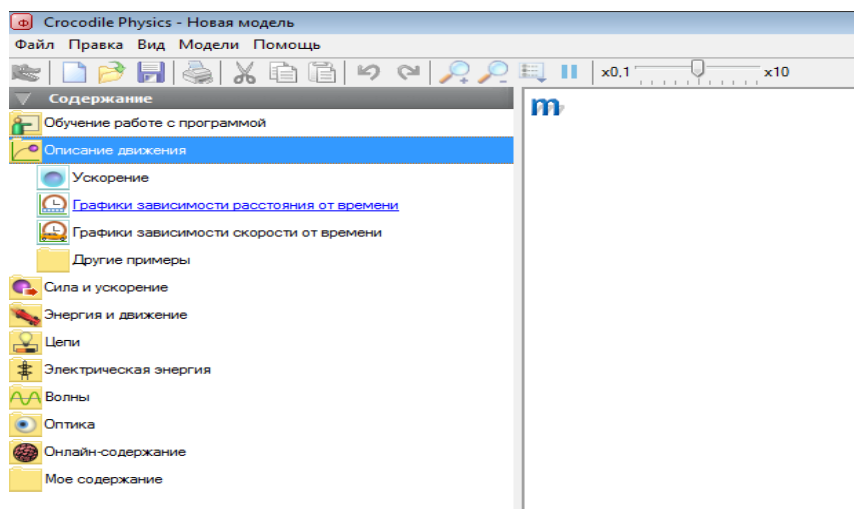 Crocodile Physics - Новая модель
Файл Правка Вид Модели Помощь
x0,1 x10
Содержание
Обучение работе с программой
Описание движения
Ускорение
Графики зависимости расстояния от времени
Графики зависимости скорости от времени
Другие примеры
Сила и ускорение
Энергия и движение
Цепи
Электрическая энергия
Волны
Оптика
Онлайн-содержание
Мое содержание
m